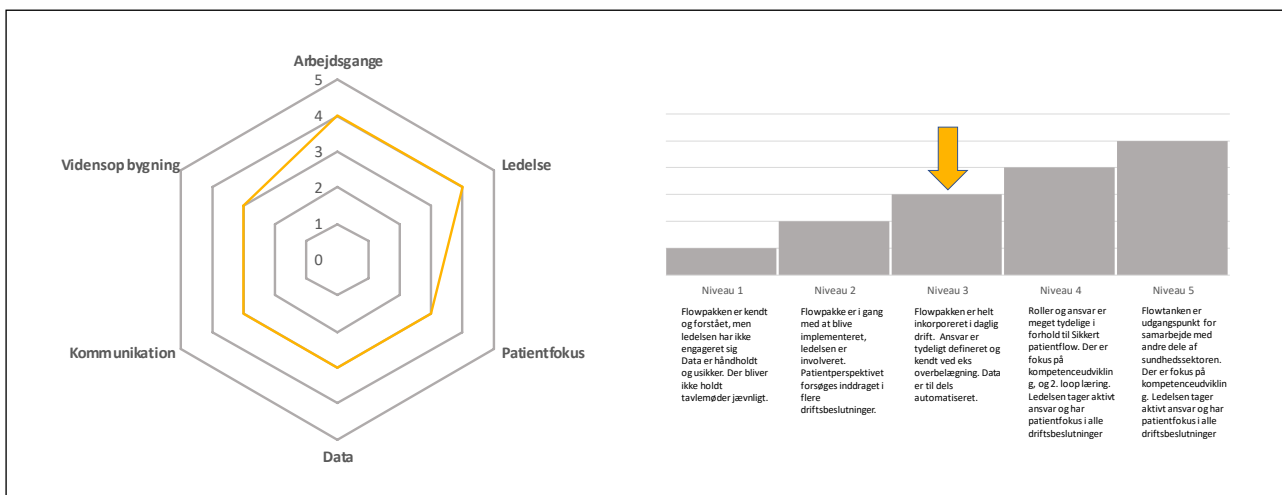 Arbejdsgange
5
4
3
2
1
0
Ledelse
Patientfokus
Data
Kommunikation
Vidensop bygning
Niveau 1
Flowpakken er kendt
og forstået, men
ledelsen har ikke
engageret sig
Data er håndholdt
og usikker. Der bliver
ikke holdt
tavlemøder jævnligt.
Niveau 2
Flowpakke er i gang
med at blive
implementeret,
ledelsen er
involveret.
Patientperspektivet
forsøges inddraget i
flere
driftsbeslutninger.
Niveau 3
Flowpakken er helt
inkorporeret i daglig
drift. Ansvar er
tydeligt defineret og
kendt ved eks
overbelægning. Data
er til dels
automatiseret.
Niveau 4
Roller og ansvar er
meget tydelige i
forhold til Sikkert
patientflow. Der er
fokus på
kompetenceudviklin
g, og 2. loop læring.
Ledelsen tager aktivt
ansvar og har
patientfokus i alle
driftsbeslutninger
Niveau 5
Flowtanken er
udgangspunkt for
samarbejde med
andre dele af
sundhedssektoren.
Der er fokus på
kompetenceudviklin
g. Ledelsen tager
aktivt ansvar og har
patientfokus i alle
driftsbeslutninger